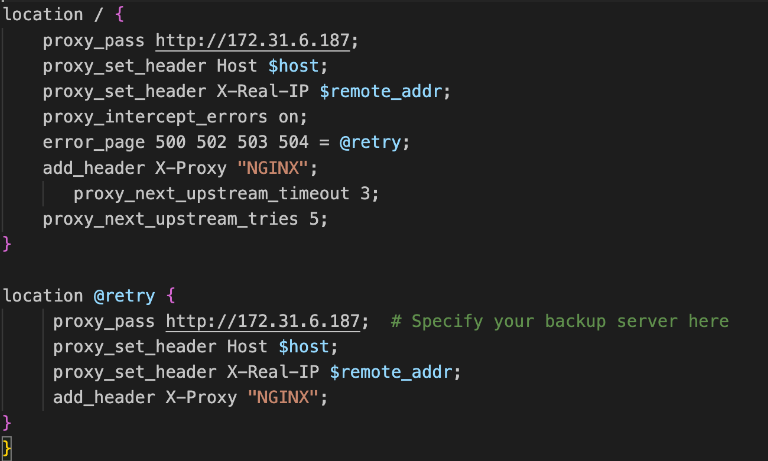 location / {
    proxy_pass http://172.31.6.187;
    proxy_set_header Host $host;
    proxy_set_header X-Real-IP $remote_addr;
    proxy_intercept_errors on;
    error_page 500 502 503 504 = @retry;
    add_header X-Proxy "NGINX";
       proxy_next_upstream_timeout 3;
    proxy_next_upstream_tries 5;
}

location @retry {
     proxy_pass http://172.31.6.187;  # Specify your backup server here
     proxy_set_header Host $host;
     proxy_set_header X-Real-IP $remote_addr;
     add_header X-Proxy "NGINX";
}
}